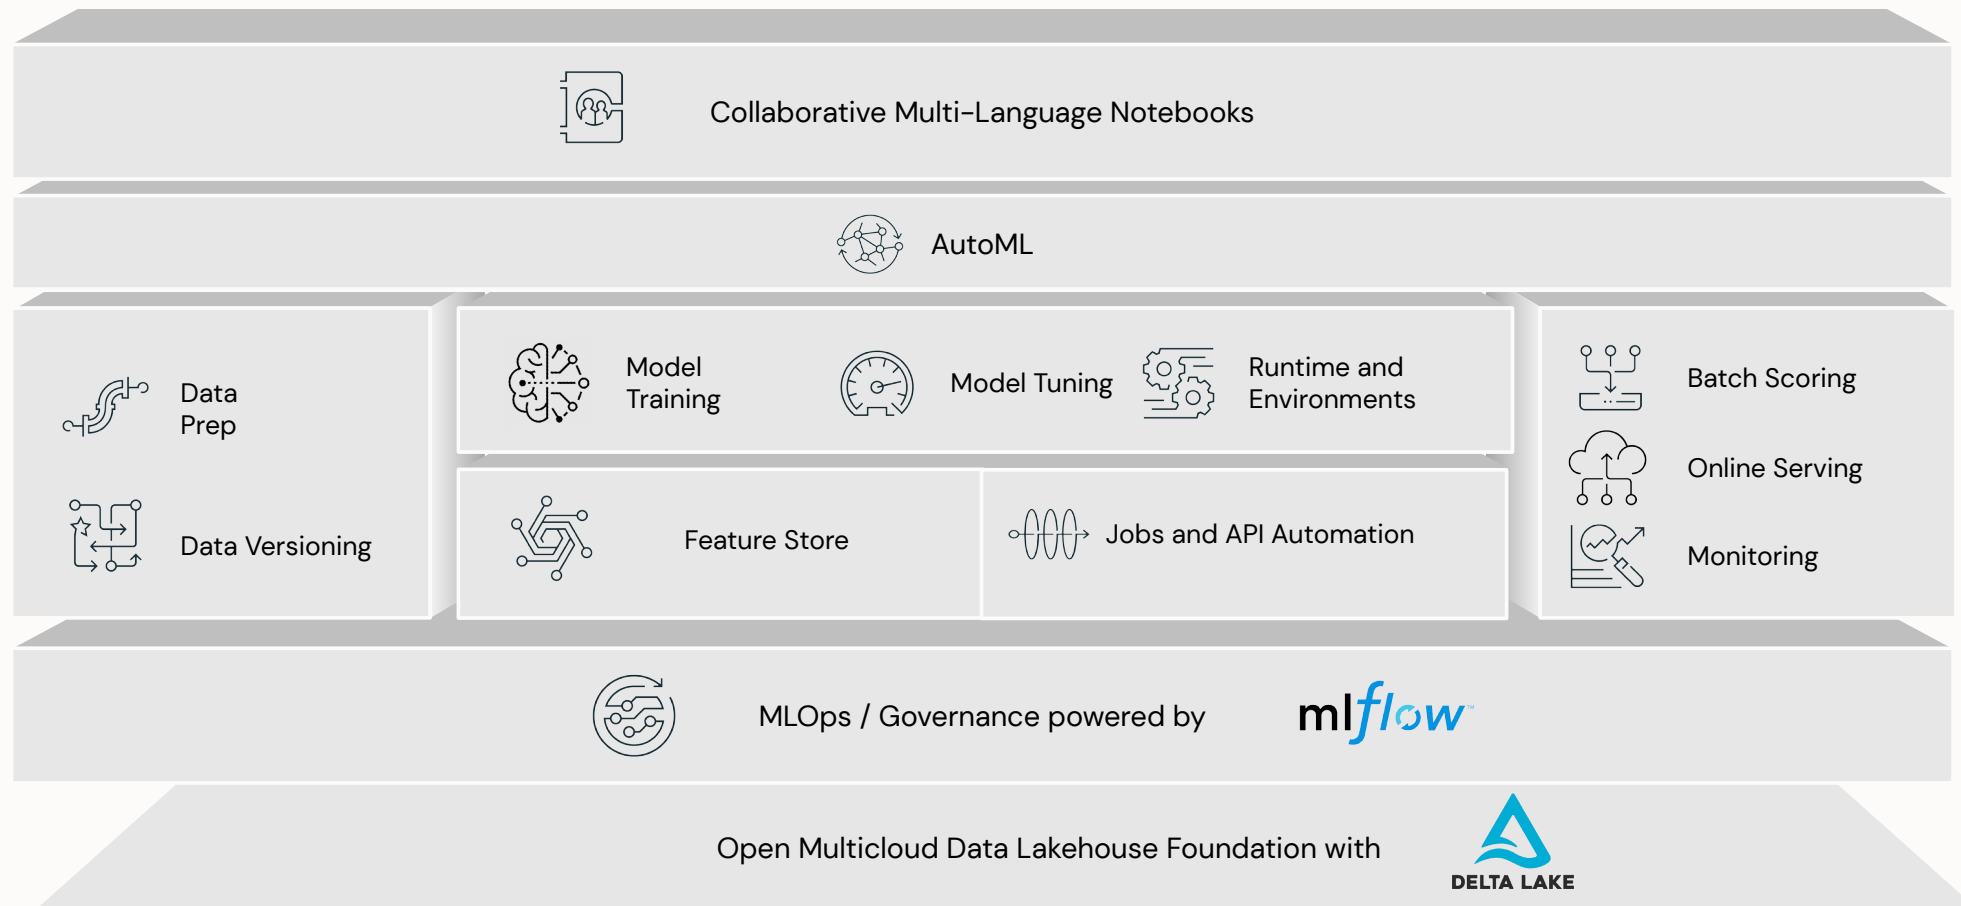 Collaborative Multi-Language Notebooks
AutoML
Data
Prep
Data Versioning
Model
Training
Model Tuning
Runtime and
Environments
Feature Store
Jobs and API Automation
Batch Scoring
Online Serving
Monitoring
MLOps / Governance powered by
mlflow™
Open Multicloud Data Lakehouse Foundation with
DELTA LAKE